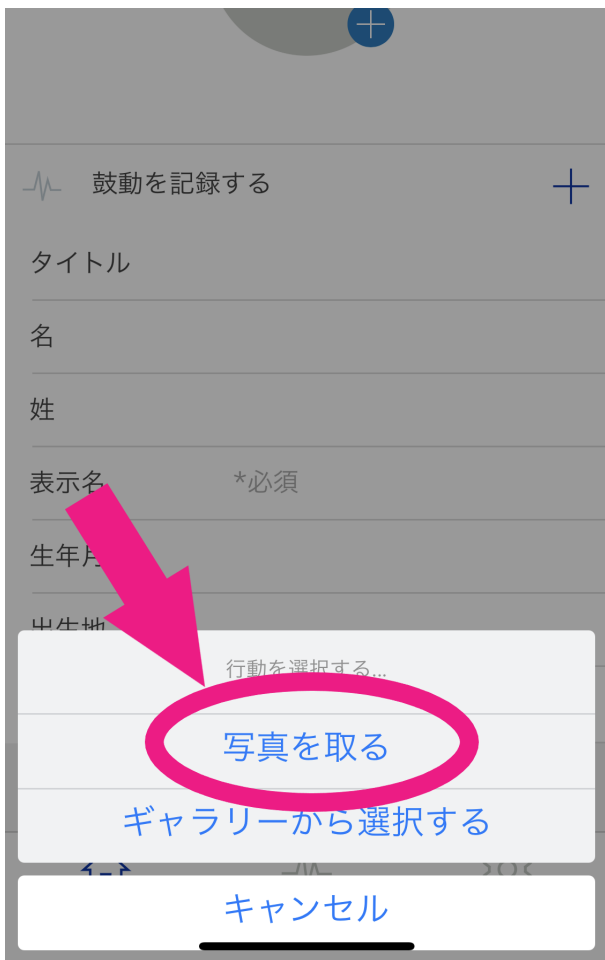 鼓動を記録する
タイトル
名
姓
表示名 *必須
生年月
出生地
行動を選択する...
写真を取る
ギャラリーから選択する
キャンセル